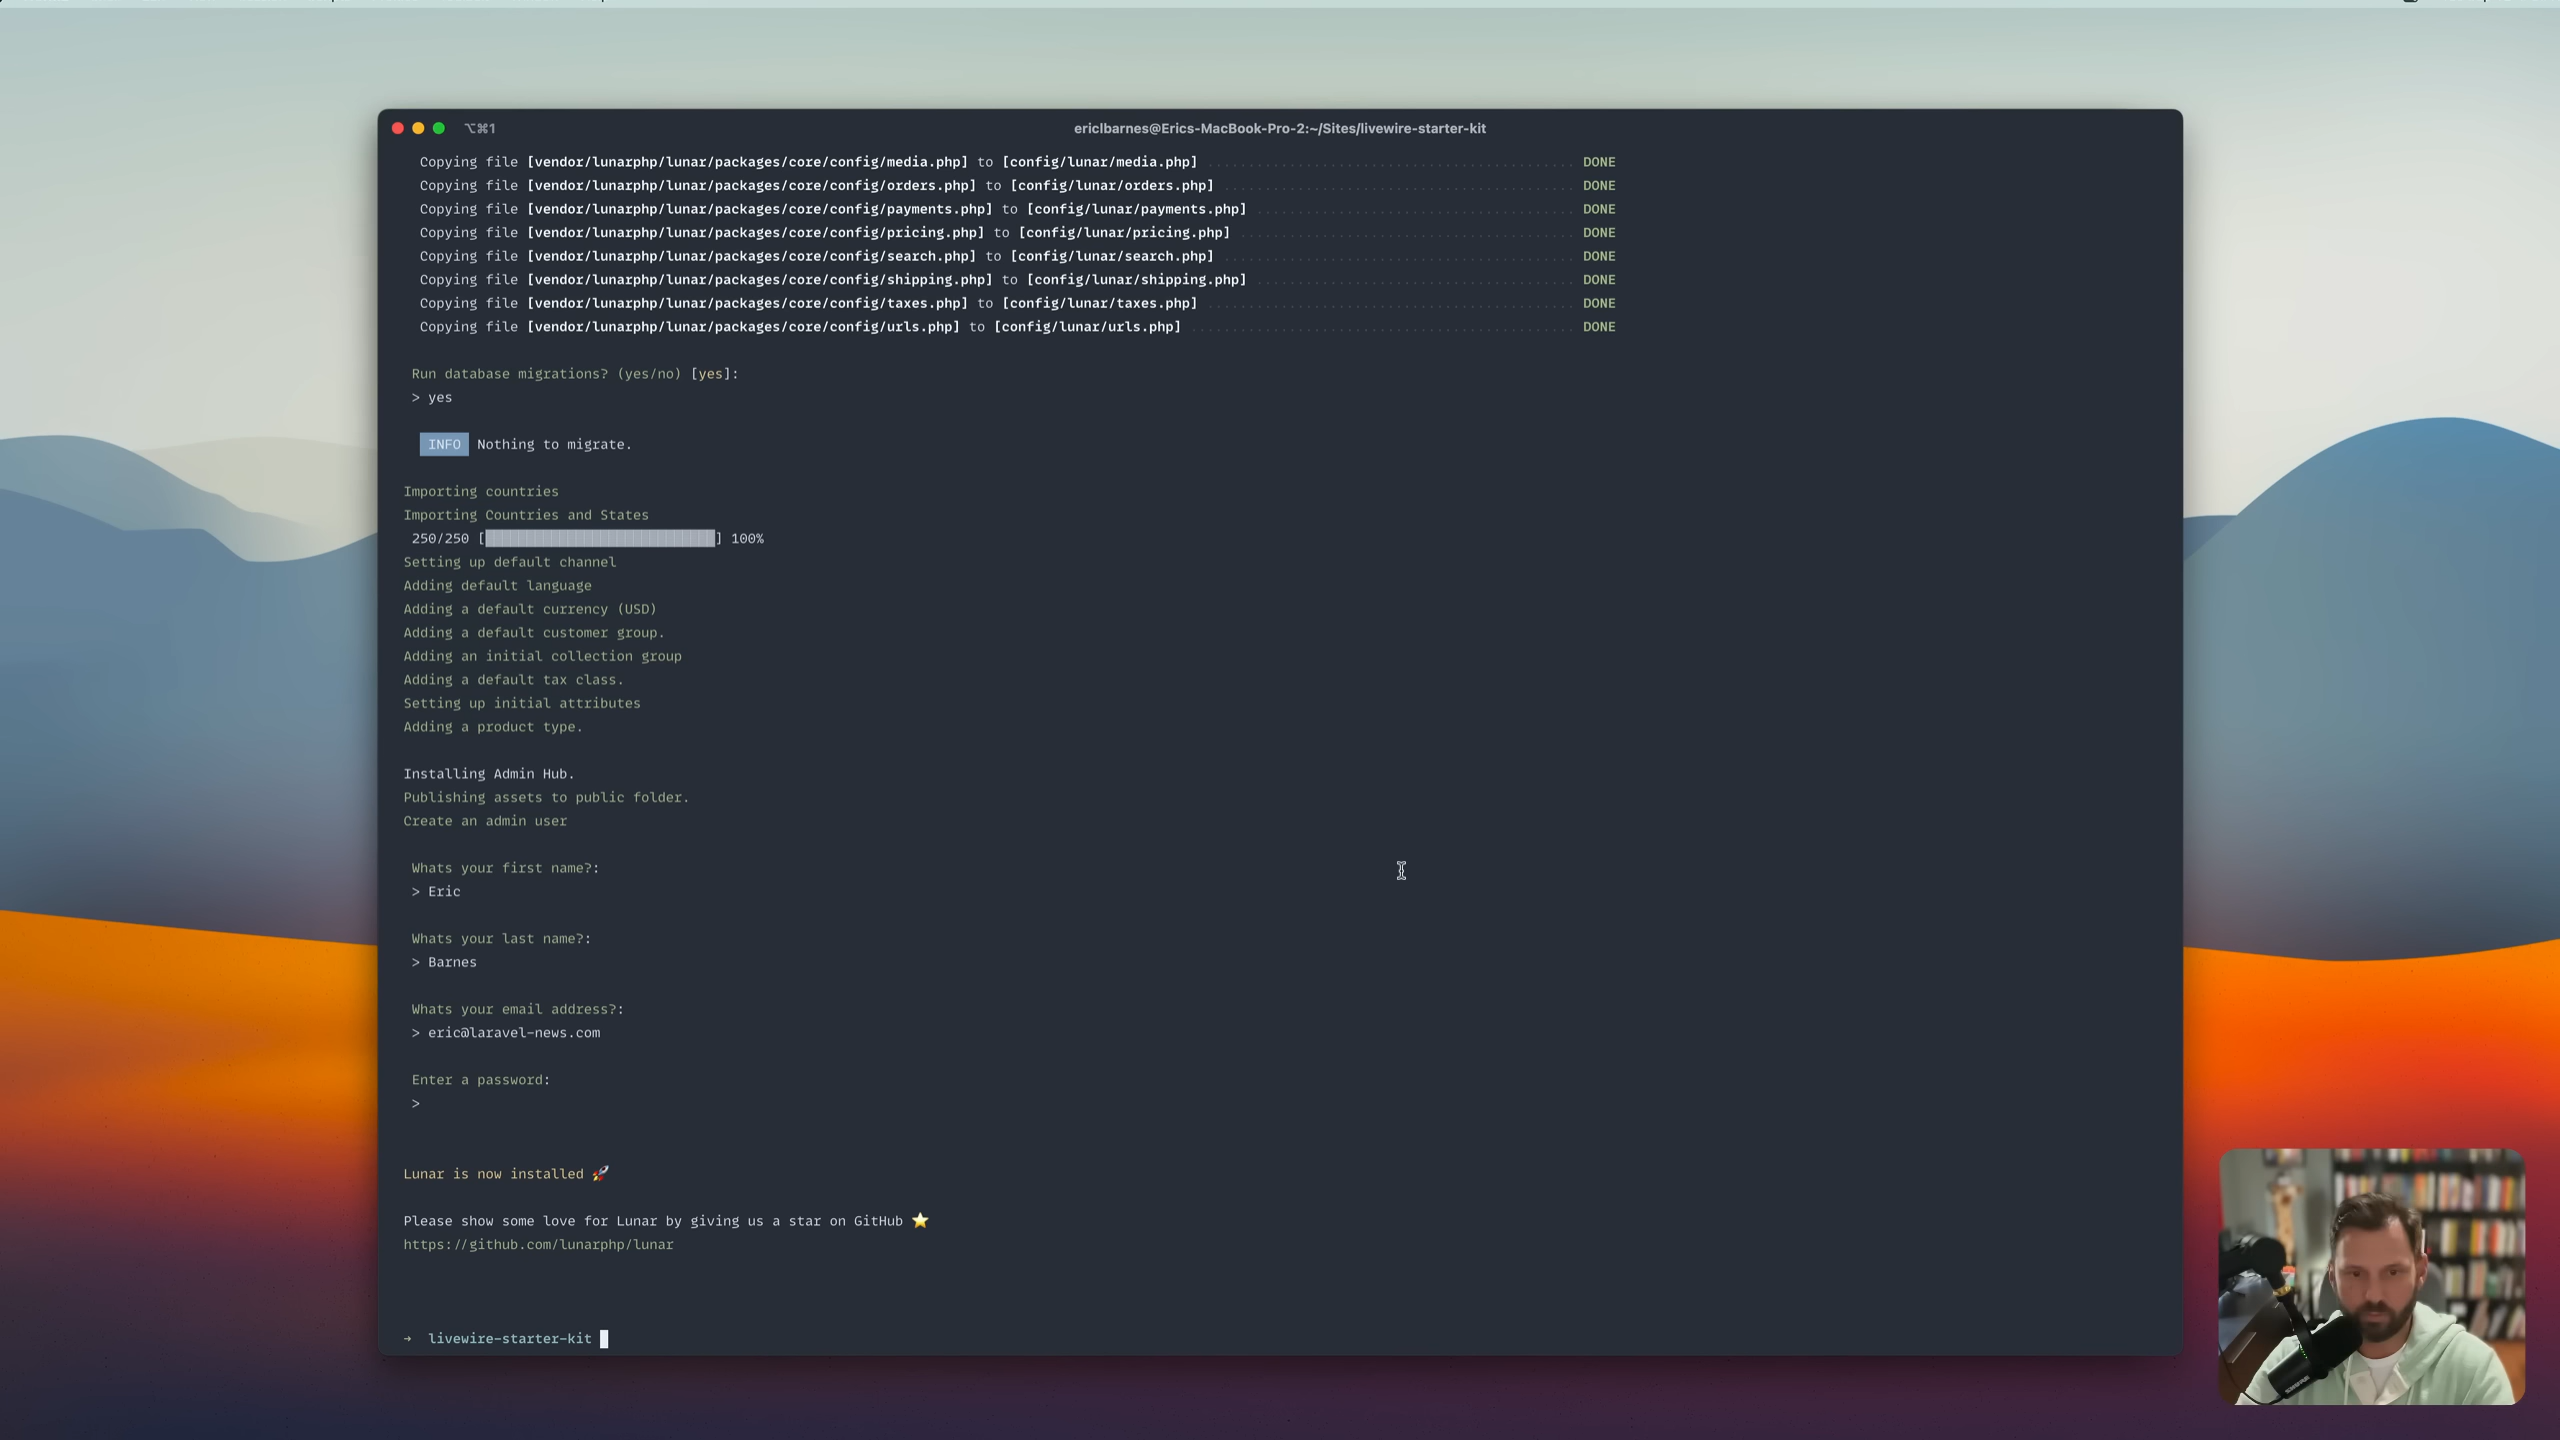 ⌥⌘1
ericlbarnes@Erics-MacBook-Pro-2:~/Sites/livewire-starter-kit
Copying file [vendor/lunarphp/lunar/packages/core/config/media.php] to [config/lunar/media.php] ............................................ DONE
Copying file [vendor/lunarphp/lunar/packages/core/config/orders.php] to [config/lunar/orders.php] .......................................... DONE
Copying file [vendor/lunarphp/lunar/packages/core/config/payments.php] to [config/lunar/payments.php] ...................................... DONE
Copying file [vendor/lunarphp/lunar/packages/core/config/pricing.php] to [config/lunar/pricing.php] ........................................ DONE
Copying file [vendor/lunarphp/lunar/packages/core/config/search.php] to [config/lunar/search.php] .......................................... DONE
Copying file [vendor/lunarphp/lunar/packages/core/config/shipping.php] to [config/lunar/shipping.php] ...................................... DONE
Copying file [vendor/lunarphp/lunar/packages/core/config/taxes.php] to [config/lunar/taxes.php] ............................................ DONE
Copying file [vendor/lunarphp/lunar/packages/core/config/urls.php] to [config/lunar/urls.php] .............................................. DONE
Run database migrations? (yes/no) [yes]:
> yes
INFO Nothing to migrate.
Importing countries
Importing Countries and States
250/250 [▓▓▓▓▓▓▓▓▓▓▓▓▓▓▓▓▓▓▓▓▓▓▓▓▓▓▓▓] 100%
Setting up default channel
Adding default language
Adding a default currency (USD)
Adding a default customer group.
Adding an initial collection group
Adding a default tax class.
Setting up initial attributes
Adding a product type.
Installing Admin Hub.
Publishing assets to public folder.
Create an admin user
Whats your first name?:
> Eric
Whats your last name?:
> Barnes
Whats your email address?:
> eric@laravel-news.com
Enter a password:
>
Lunar is now installed 🚀
Please show some love for Lunar by giving us a star on GitHub ⭐
https://github.com/lunarphp/lunar
→ livewire-starter-kit